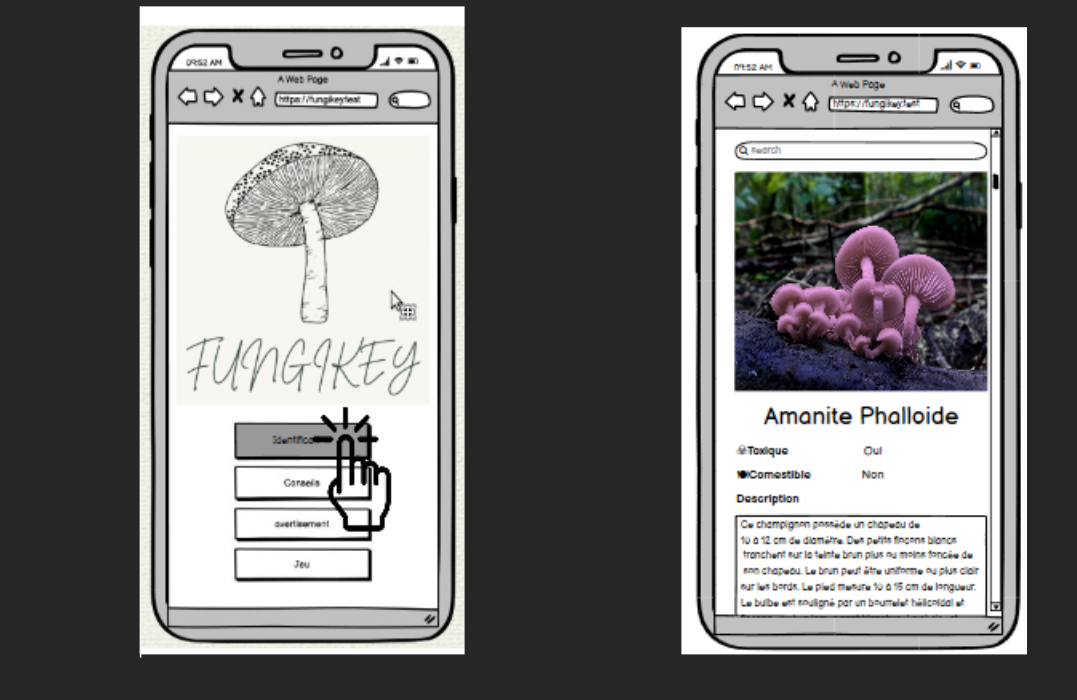 09:52 AM
A Web Page
https://fungikeytest
FUNGIKEY
Conseils
avertisement
Jeu
09:52 AM
A Web Page
https://fungikeytest
search
Amanite Phalloide
Toxique Oui
Comestible Non
Description
Ce champignon possède un chapeau de
10 à 12 cm de diamètre. Des petits flocons blancs
tranchent sur la teinte brun plus ou moins foncée de
son chapeau. Le brun peut être uniforme ou plus clair
sur les bords. Le pied mesure 10 à 15 cm de longueur.
Le bulbe est souligné par un bourrelet hélicoïdal et